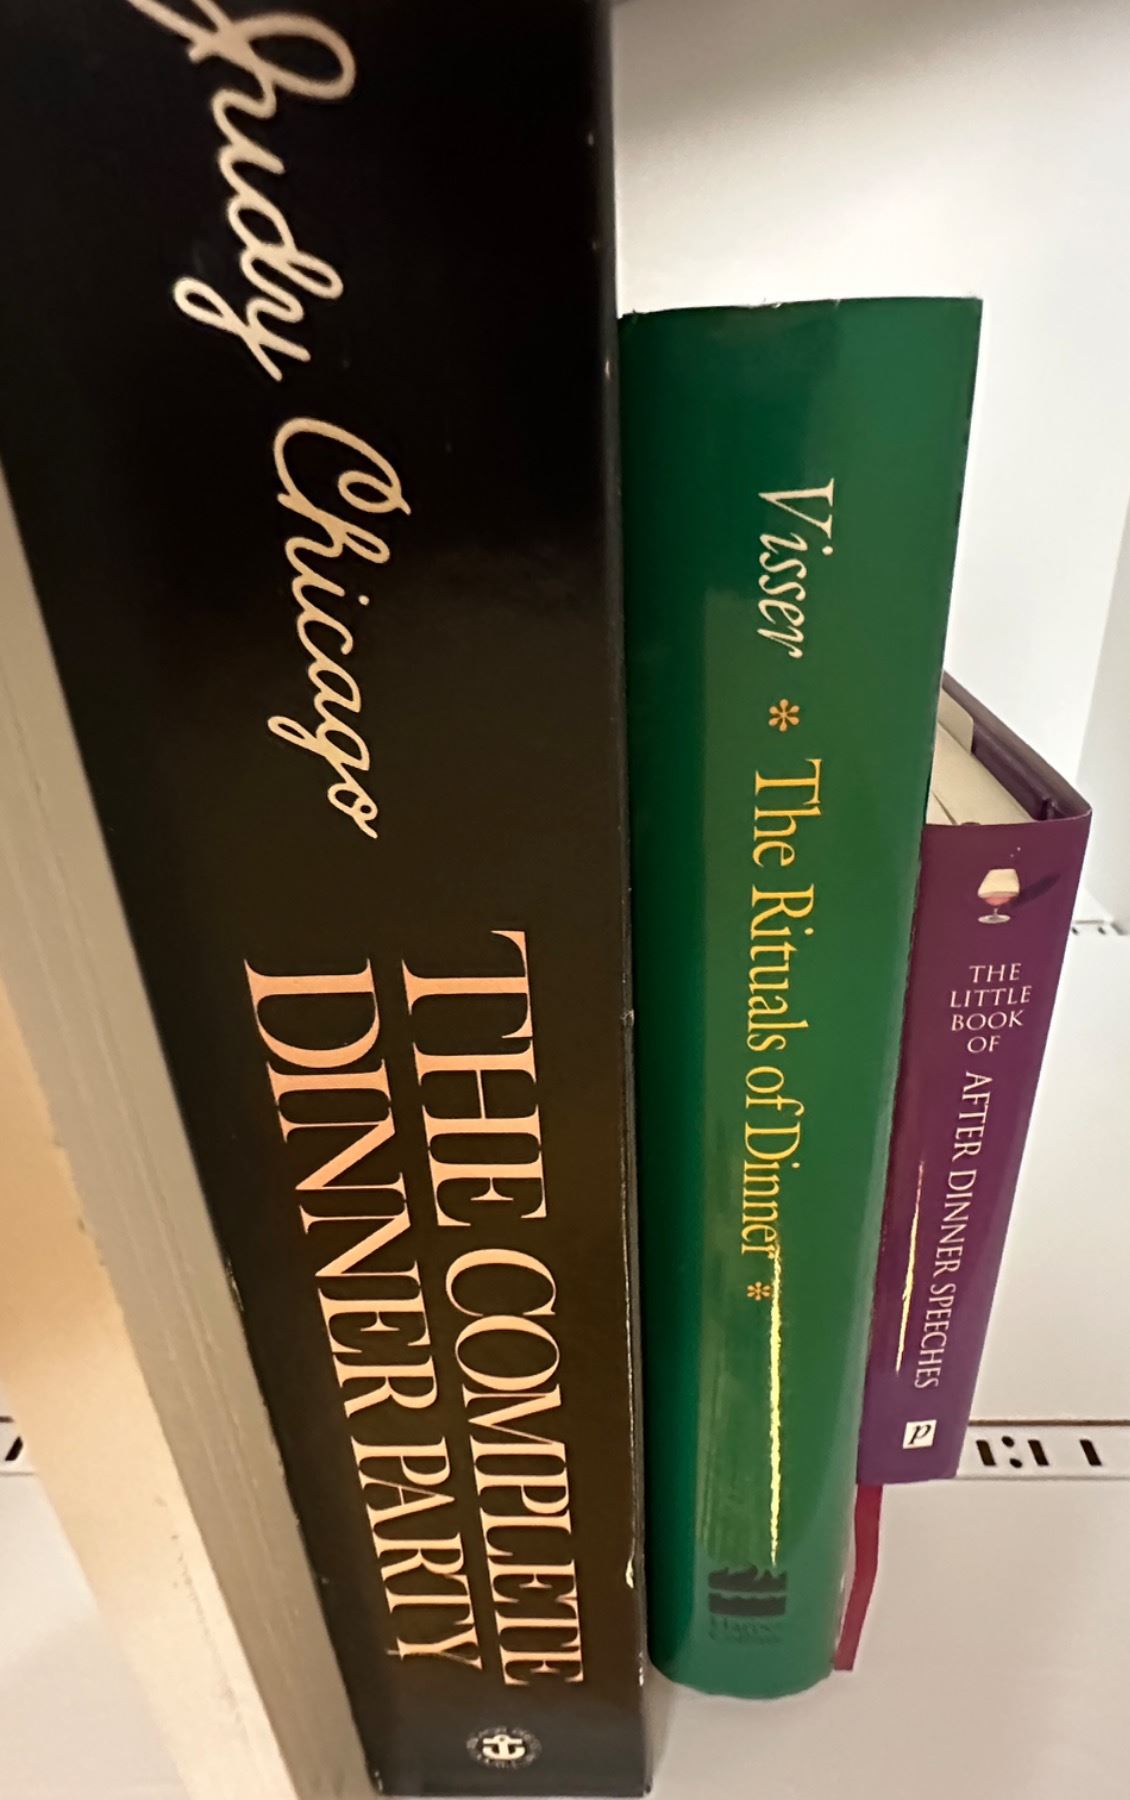 Judy Chicago
THE COMPLETE
DINNER PARTY
Visser * The Rituals of Dinner *
THE
LITTLE
BOOK
OF
AFTER DINNER SPEECHES
p